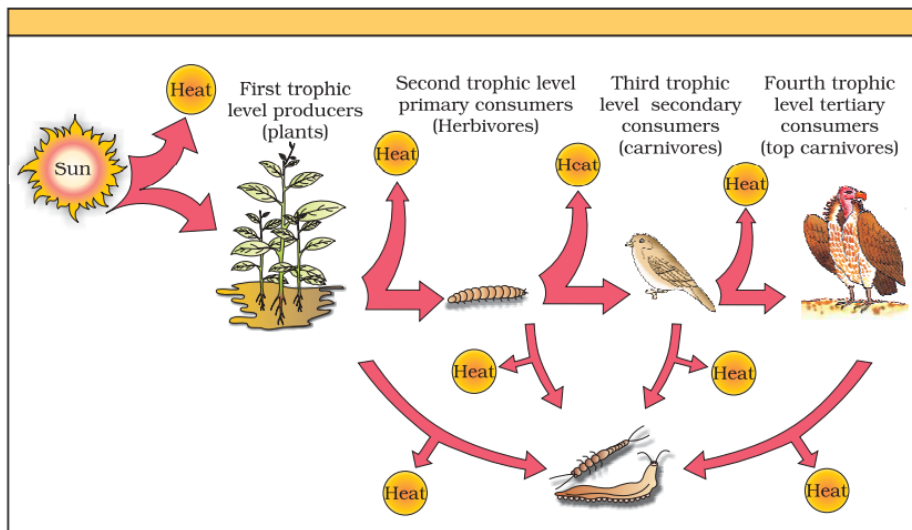 Sun
Heat
First trophic
level producers
(plants)
Second trophic level
primary consumers
(Herbivores)
Heat
Third trophic
level secondary
consumers
(carnivores)
Hcat
Fourth trophic
level tertiary
consumers
(top carnivores)
Heat
Heat
Heat
Heat
Heat